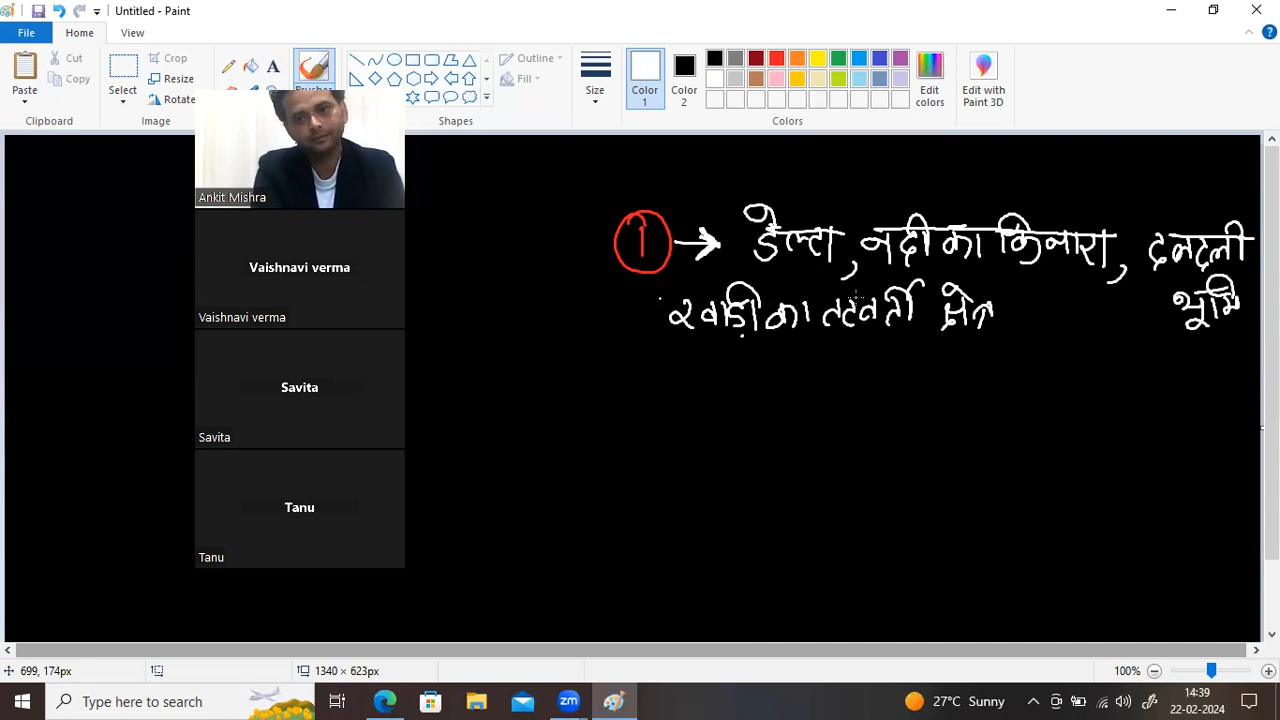 Untitled - Paint
File Home View
Paste
Cut
Copy
Clipboard
Select
Crop
Resize
Rotate
Image
Brushes
Shapes
Outline
Fill
Size
Color 1
Color 2
Colors
Edit colors
Edit with Paint 3D
Ankit Mishra
Vaishnavi verma
Vaishnavi verma
Savita
Savita
Tanu
Tanu
1 → डेल्टा, नदी का किनारा, दलदली
भूमि
खाड़ी का तटवर्ती क्षेत्र
699, 174px
1340 × 623px
100%
Type here to search
zm
27°C Sunny
14:39
22-02-2024